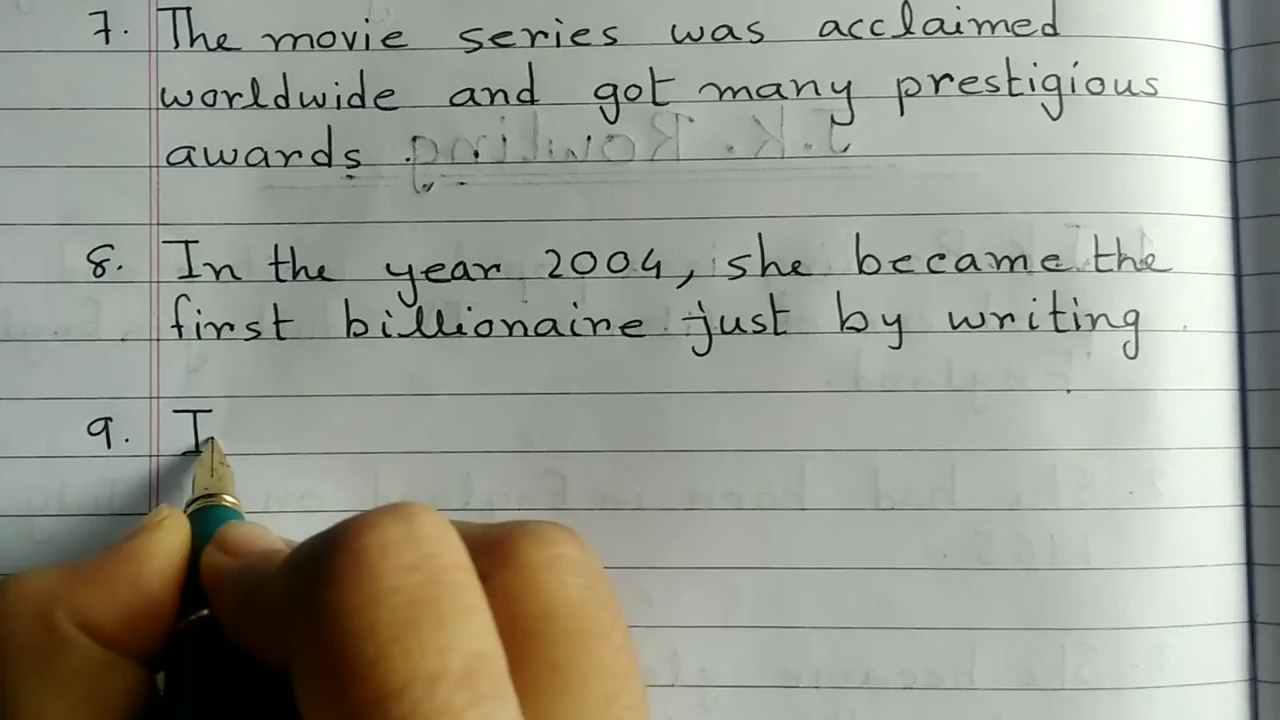 7. The movie series was acclaimed
worldwide and got many prestigious
awards.
8. In the year 2004, she became the
first billionaire just by writing.
9. I